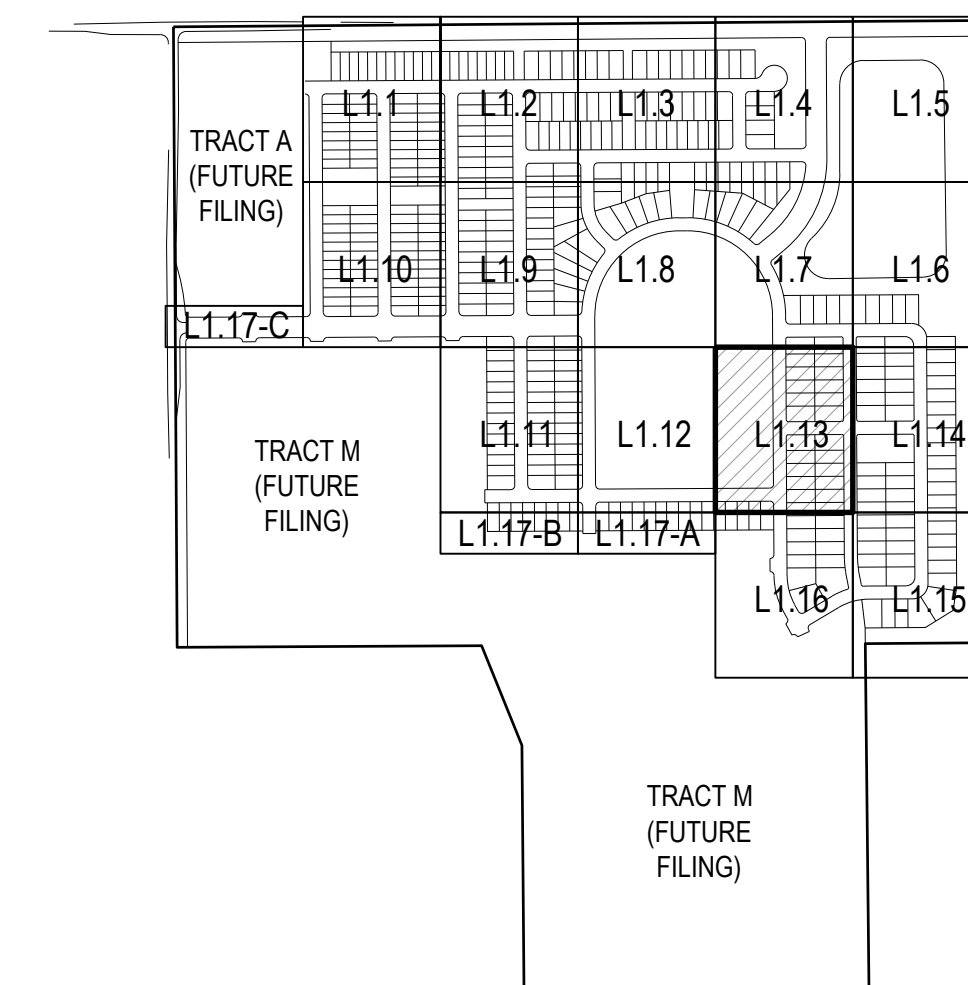 L1.1
L1.2
L1.3
L1.4
L1.5
TRACT A
(FUTURE
FILING)
L1.10
L1.9
L1.8
L1.7
L1.6
L1.17-C
TRACT M
(FUTURE
FILING)
L1.11
L1.12
L1.13
L1.14
L1.17-B
L1.17-A
L1.16
L1.15
TRACT M
(FUTURE
FILING)